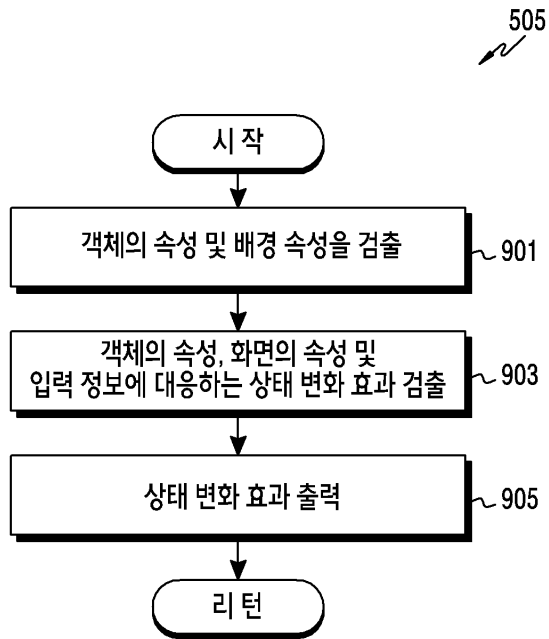 505
시작
객체의 속성 및 배경 속성을 검출
901
객체의 속성, 화면의 속성 및
입력 정보에 대응하는 상태 변화 효과 검출
903
상태 변화 효과 출력
905
리턴